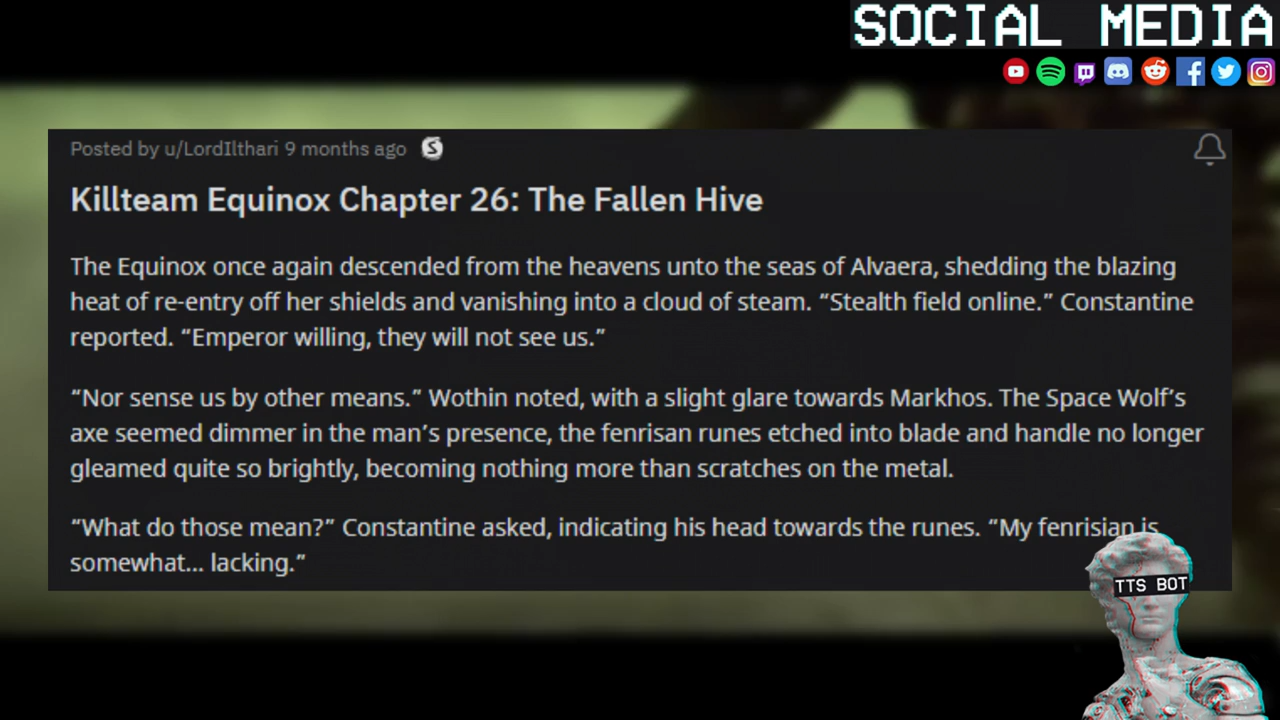 SOCIAL MEDIA
Posted by u/LordIlthari 9 months ago
Killteam Equinox Chapter 26: The Fallen Hive
The Equinox once again descended from the heavens unto the seas of Alvaera, shedding the blazing
heat of re-entry off her shields and vanishing into a cloud of steam. “Stealth field online.” Constantine
reported. “Emperor willing, they will not see us.”
“Nor sense us by other means.” Wothin noted, with a slight glare towards Markhos. The Space Wolf’s
axe seemed dimmer in the man’s presence, the fenrisan runes etched into blade and handle no longer
gleamed quite so brightly, becoming nothing more than scratches on the metal.
“What do those mean?” Constantine asked, indicating his head towards the runes. “My fenrisian is
somewhat... lacking.”
TTS BOT